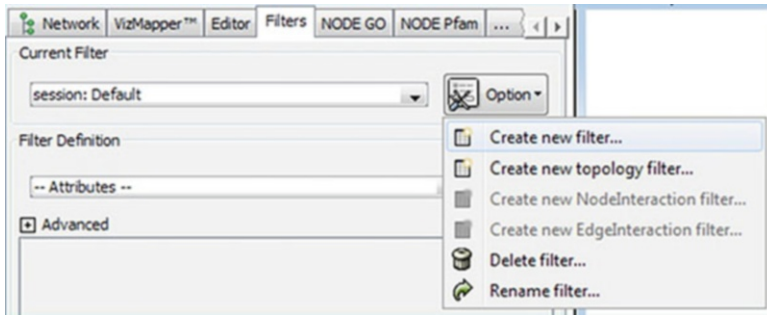 Network VizMapper™ Editor Filters NODE GO NODE Pfam ...
Current Filter
session: Default Option
Filter Definition
-- Attributes --
Advanced
Create new filter...
Create new topology filter...
Create new NodeInteraction filter...
Create new EdgeInteraction filter...
Delete filter...
Rename filter...